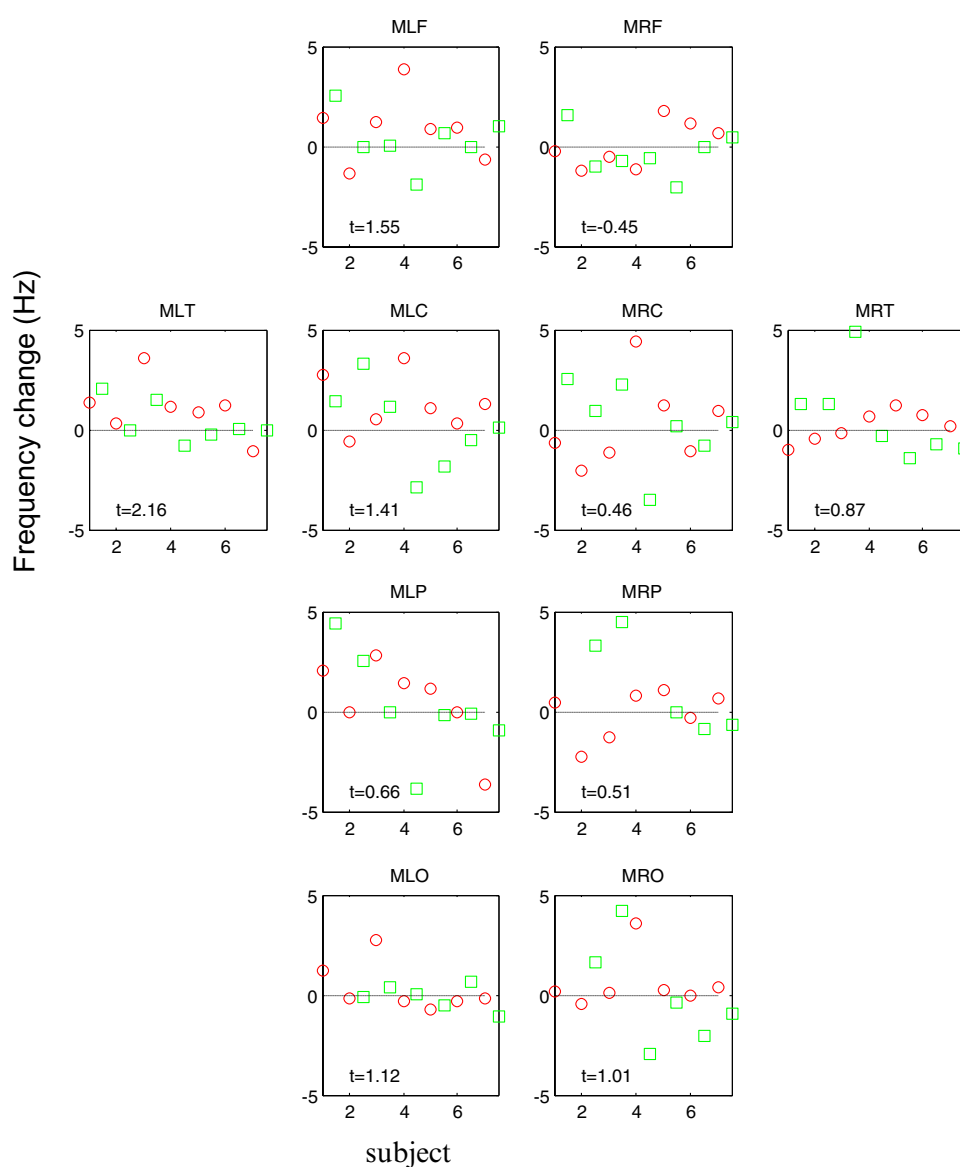 MLF MRF
5 5
0 0
t=1.55 t=-0.45
-5 -5
2 4 6 2 4 6
Frequency change (Hz)
MLT MLC MRC MRT
5 5 5 5
0 0 0 0
t=2.16 t=1.41 t=0.46 t=0.87
-5 -5 -5 -5
2 4 6 2 4 6 2 4 6 2 4 6
MLP MRP
5 5
0 0
t=0.66 t=0.51
-5 -5
2 4 6 2 4 6
MLO MRO
5 5
0 0
t=1.12 t=1.01
-5 -5
2 4 6 2 4 6
subject